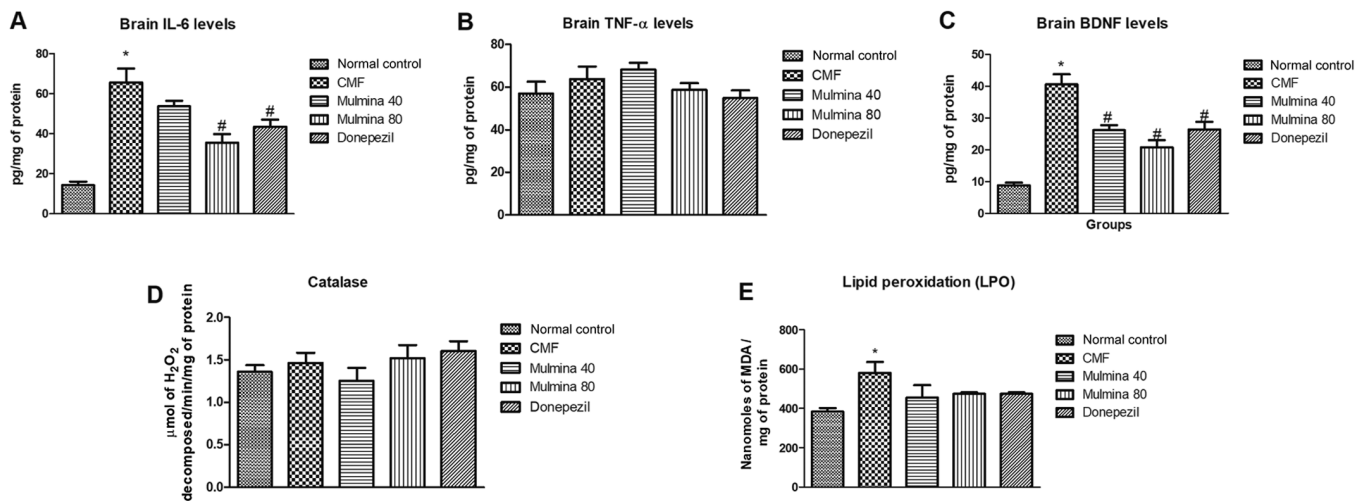 A
Brain IL-6 levels
pg/mg of protein
80
60
40
20
0
*
#
#
Normal control
CMF
Mulmina 40
Mulmina 80
Donepezil
B
Brain TNF-α levels
pg/mg of protein
80
60
40
20
0
Normal control
CMF
Mulmina 40
Mulmina 80
Donepezil
C
Brain BDNF levels
pg/mg of protein
50
40
30
20
10
0
*
#
#
#
Groups
Normal control
CMF
Mulmina 40
Mulmina 80
Donepezil
D
Catalase
μmol of H₂O₂
decomposed/min/mg of protein
2.0
1.5
1.0
0.5
0.0
Normal control
CMF
Mulmina 40
Mulmina 80
Donepezil
E
Lipid peroxidation (LPO)
Nanomoles of MDA /
mg of protein
800
600
400
200
0
*
Normal control
CMF
Mulmina 40
Mulmina 80
Donepezil